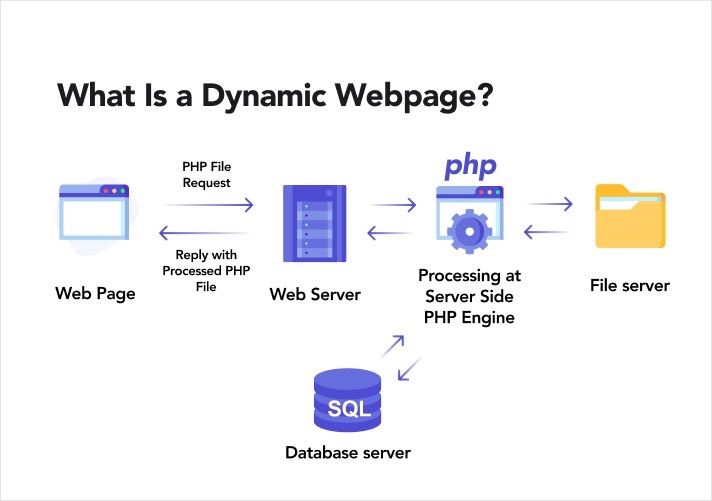 What Is a Dynamic Webpage?
PHP File
Request
php
Reply with
Processed PHP
File
Web Page
Web Server
Processing at
Server Side
PHP Engine
File server
SQL
Database server